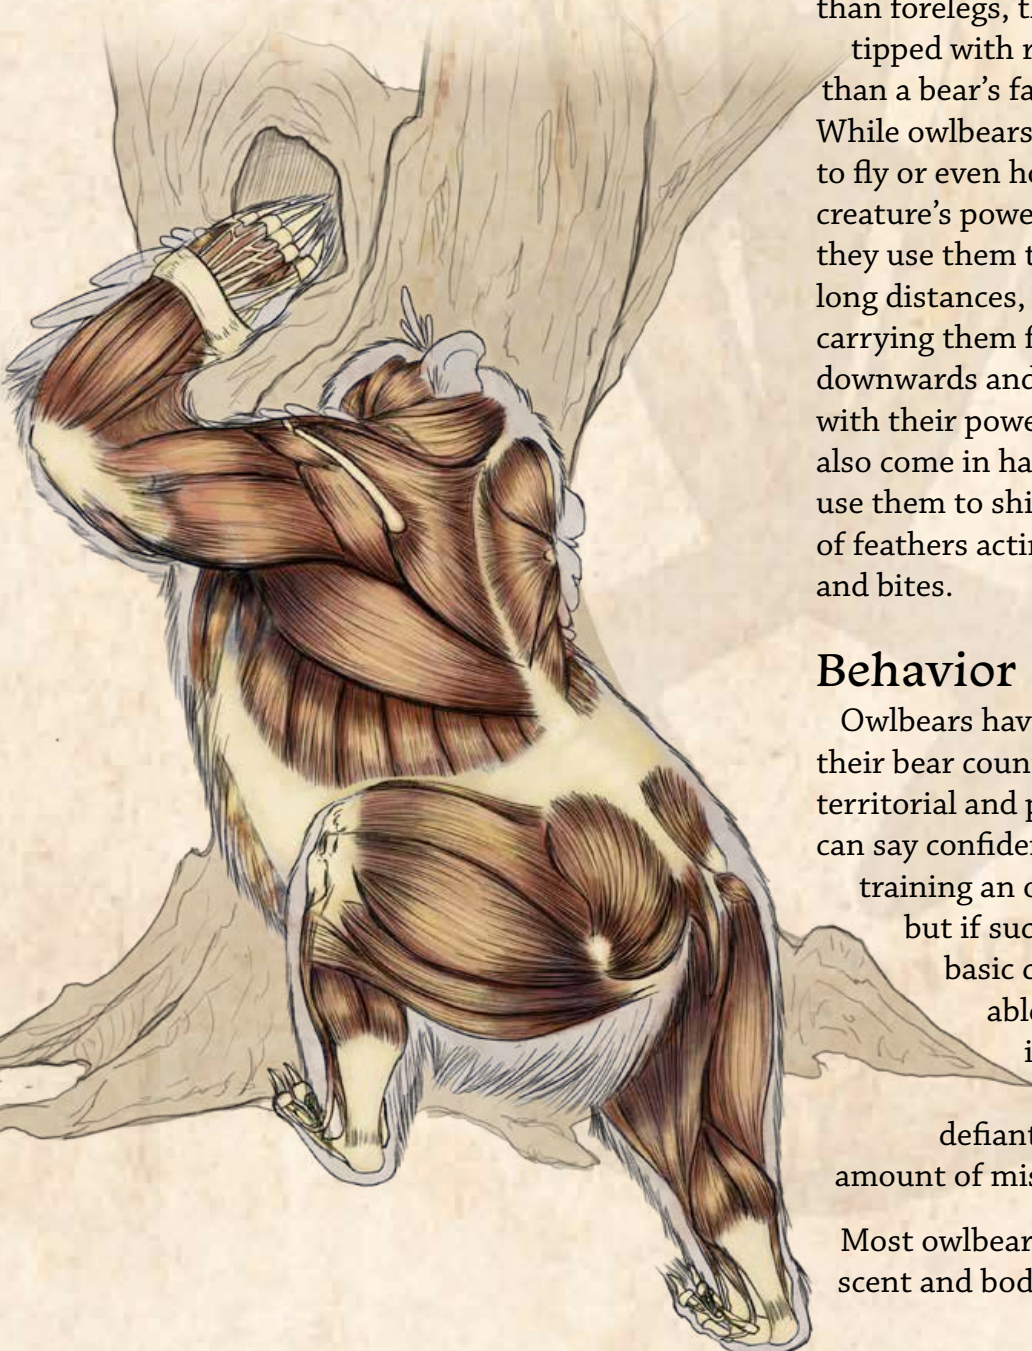 than forelegs, t
tipped with r
than a bear's fa
While owlbears
to fly or even ho
creature's powe
they use them t
long distances,
carrying them f
downwards and
with their powe
also come in ha
use them to shi
of feathers actin
and bites.
Behavior
Owlbears hav
their bear coun
territorial and p
can say confide
training an o
but if suc
basic c
abl
i
defiant
amount of mis
Most owlbear
scent and bod